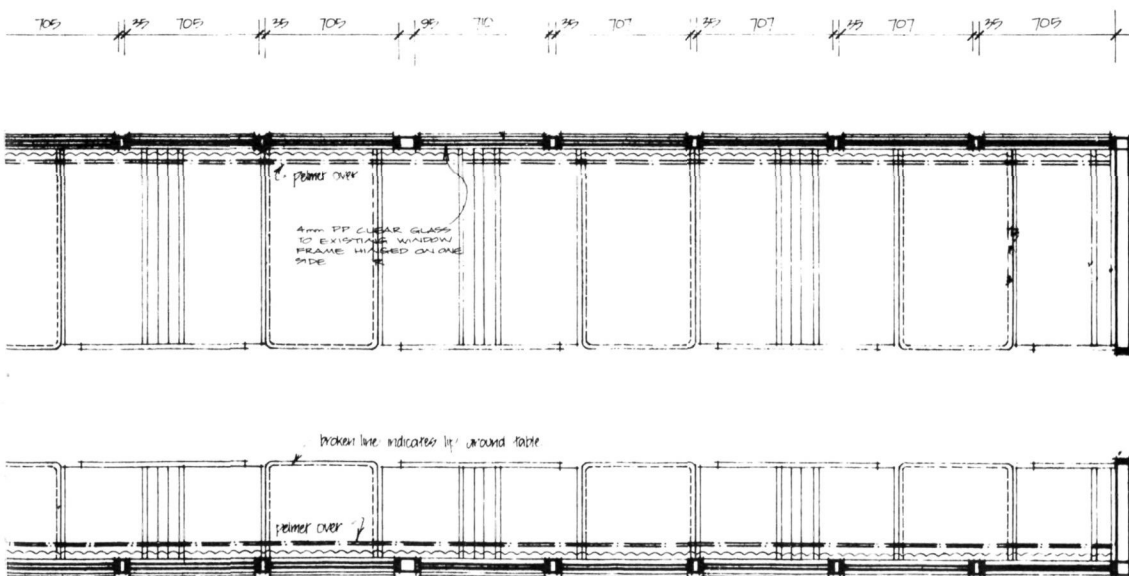 705 35 705 35 705 95 710 35 707 35 707 35 707 35 705
pelmet over
4mm PP CLEAR GLASS
TO EXISTING WINDOW
FRAME HINGED ON ONE
SIDE
broken line indicates lip around table
pelmet over